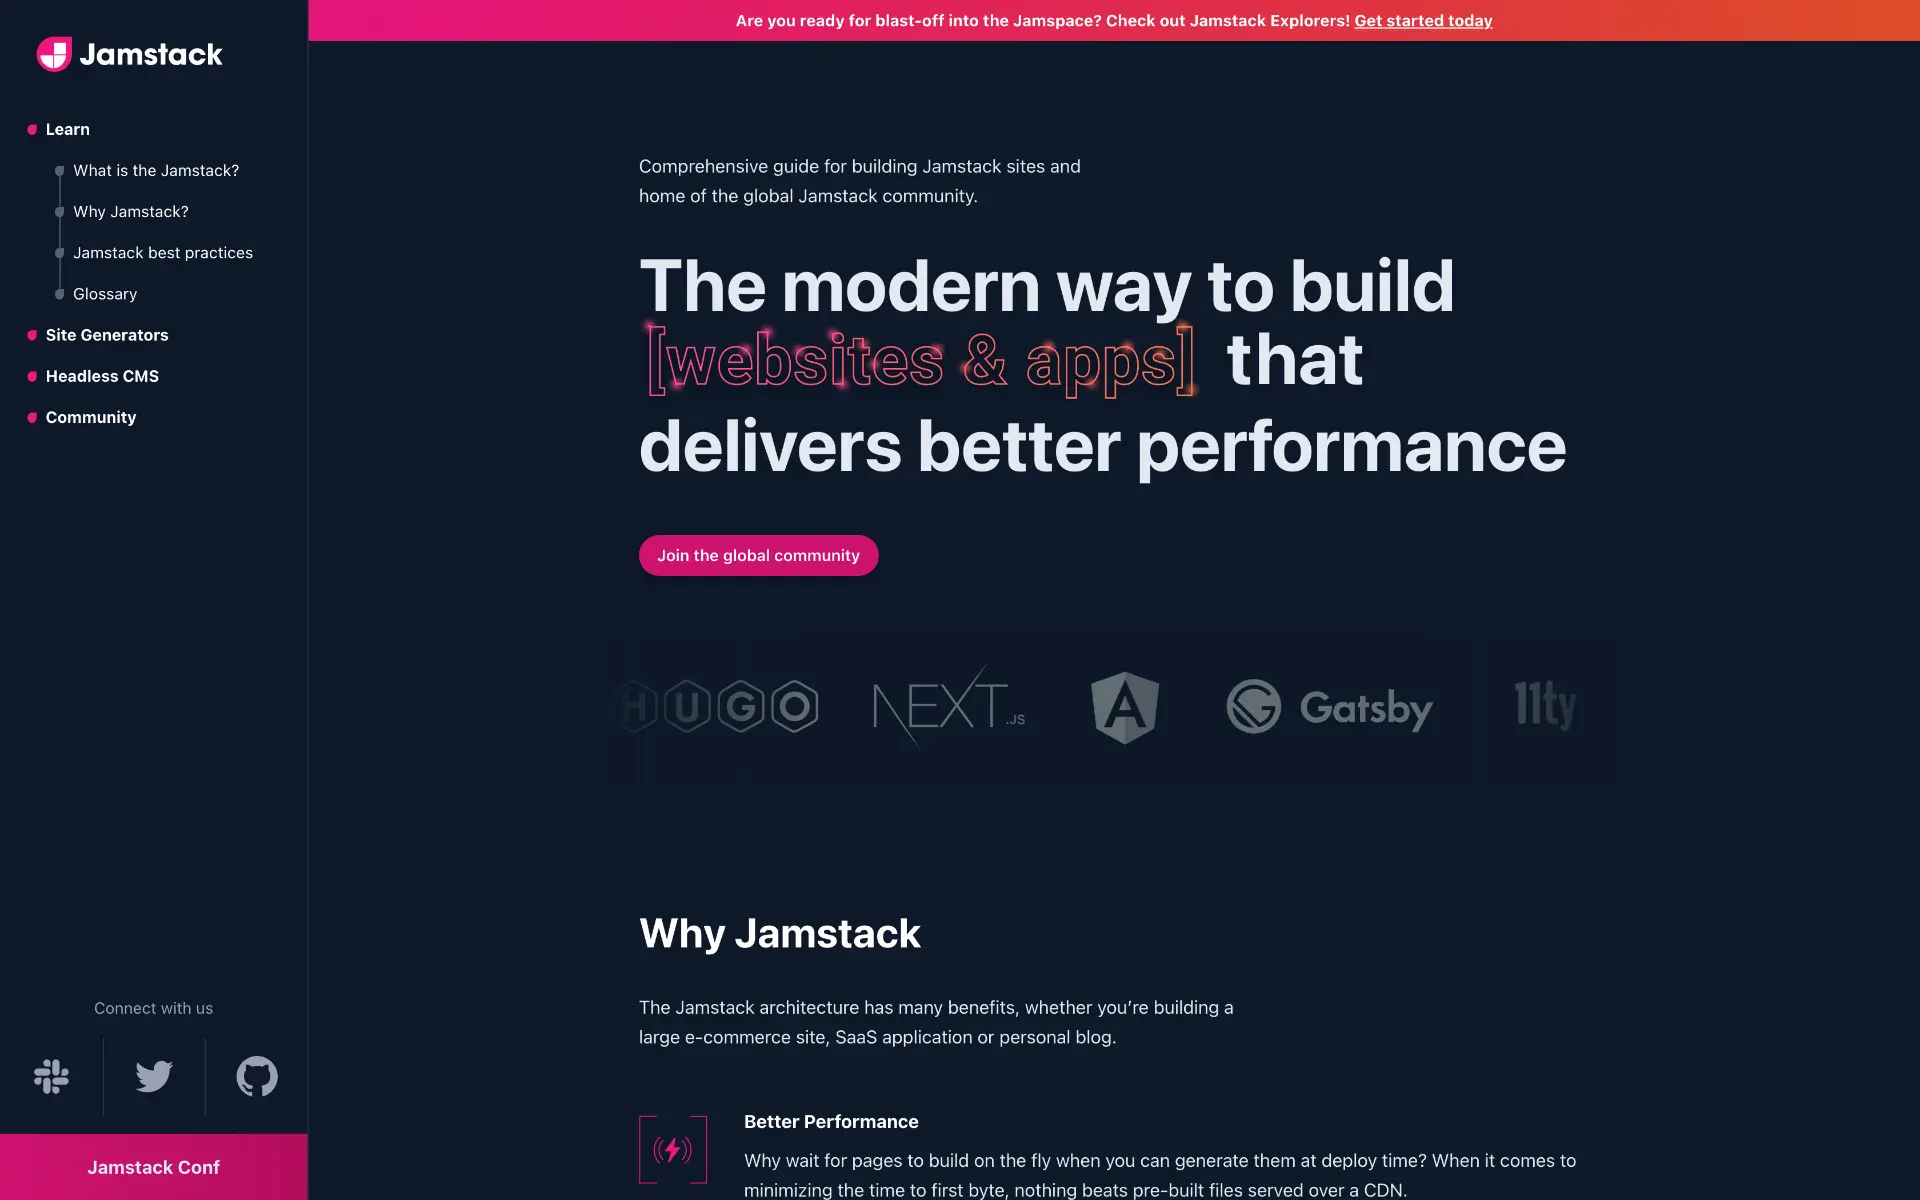 Jamstack
Learn
What is the Jamstack?
Why Jamstack?
Jamstack best practices
Glossary
Site Generators
Headless CMS
Community
Connect with us
Jamstack Conf
Are you ready for blast-off into the Jamspace? Check out Jamstack Explorers! Get started today
Comprehensive guide for building Jamstack sites and
home of the global Jamstack community.
The modern way to build
[websites & apps] that
delivers better performance
Join the global community
HUGO NEXT.JS A Gatsby 11ty
Why Jamstack
The Jamstack architecture has many benefits, whether you’re building a
large e-commerce site, SaaS application or personal blog.
Better Performance
Why wait for pages to build on the fly when you can generate them at deploy time? When it comes to
minimizing the time to first byte, nothing beats pre-built files served over a CDN.